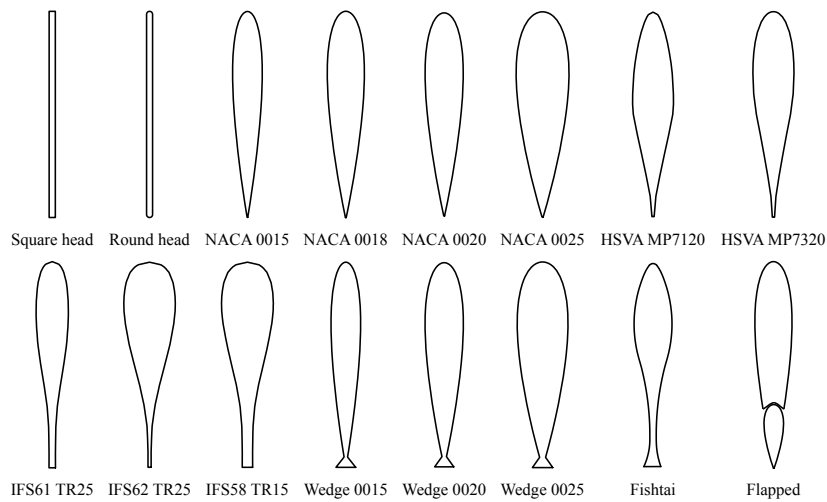 Square head Round head NACA 0015 NACA 0018 NACA 0020 NACA 0025 HSVA MP7120 HSVA MP7320
IFS61 TR25 IFS62 TR25 IFS58 TR15 Wedge 0015 Wedge 0020 Wedge 0025 Fishtai Flapped